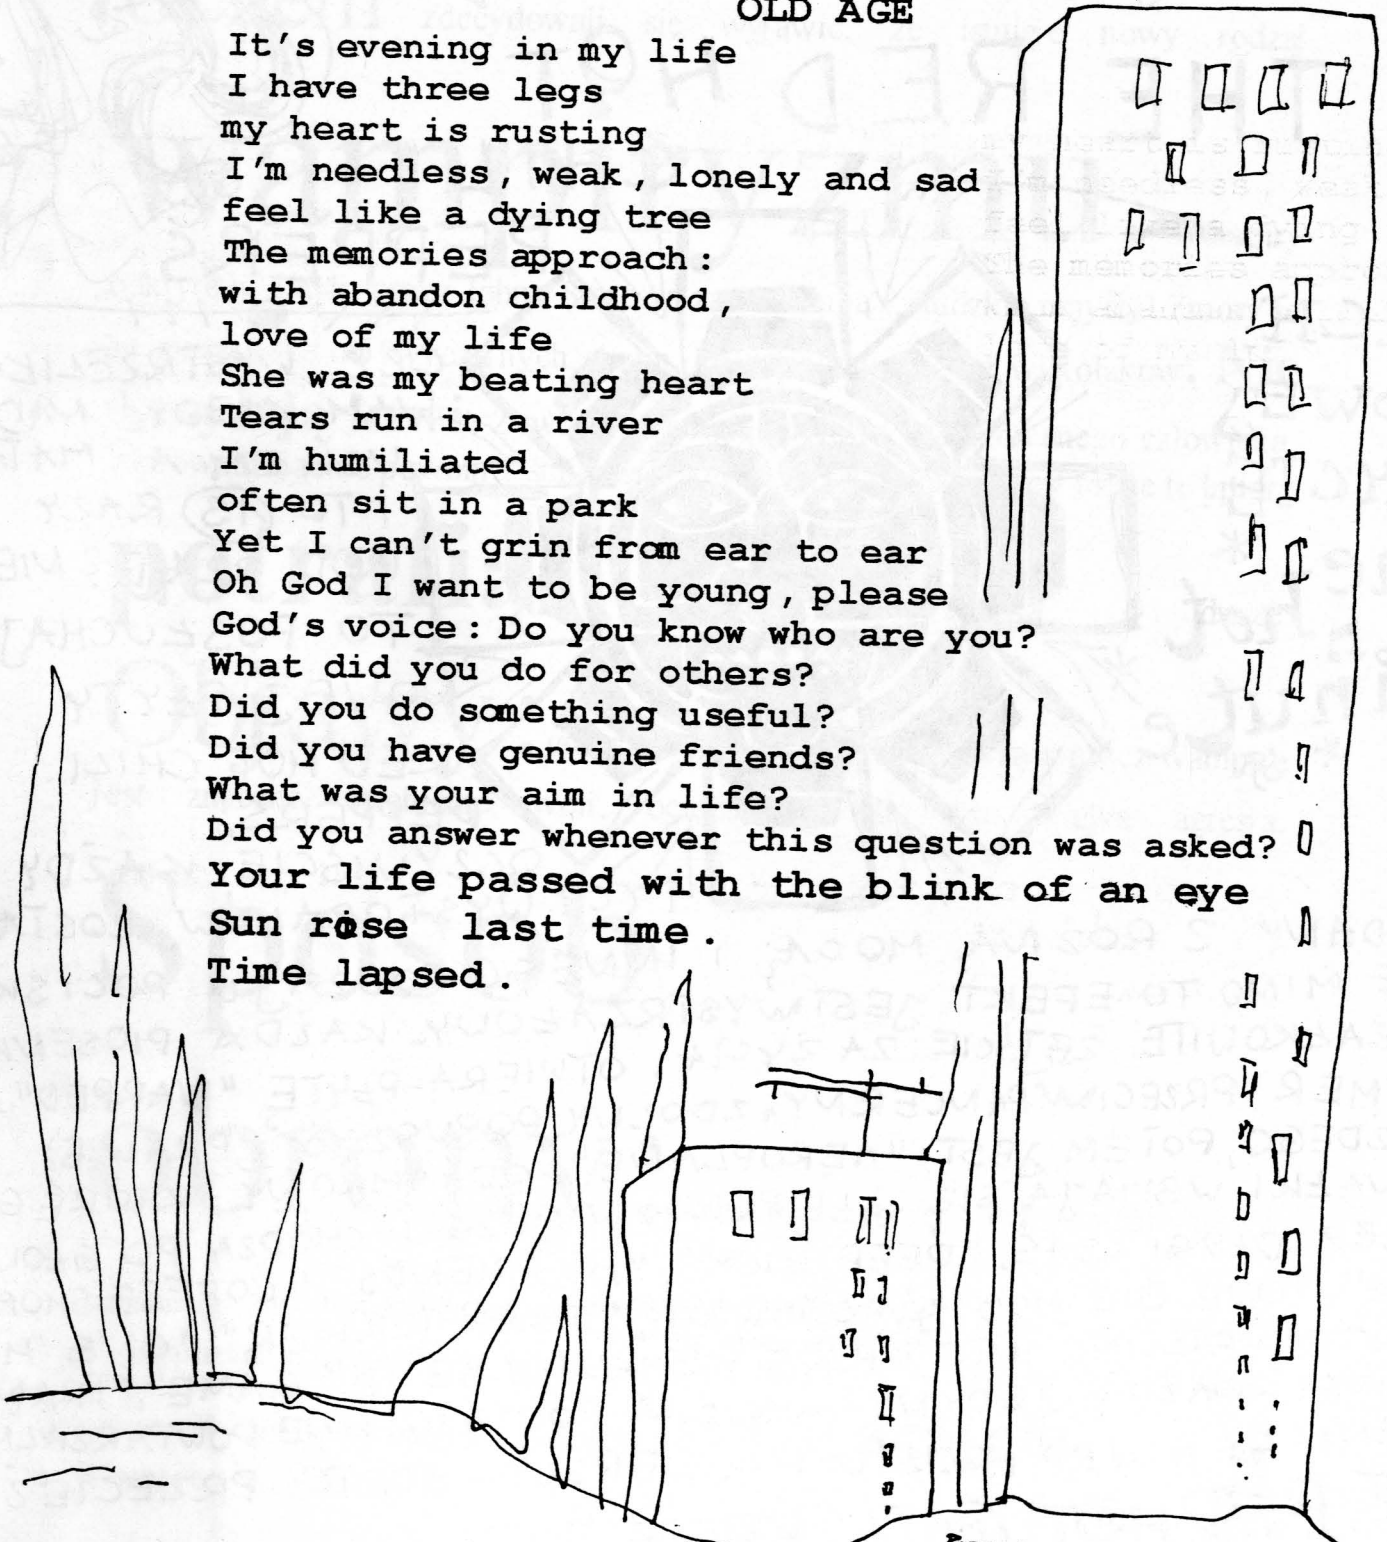 OLD AGE
It's evening in my life
I have three legs
my heart is rusting
I'm needless, weak, lonely and sad
feel like a dying tree
The memories approach:
with abandon childhood,
love of my life
She was my beating heart
Tears run in a river
I'm humiliated
often sit in a park
Yet I can't grin from ear to ear
Oh God I want to be young, please
God's voice: Do you know who are you?
What did you do for others?
Did you do something useful?
Did you have genuine friends?
What was your aim in life?
Did you answer whenever this question was asked?
Your life passed with the blink of an eye
Sun rose last time.
Time lapsed.